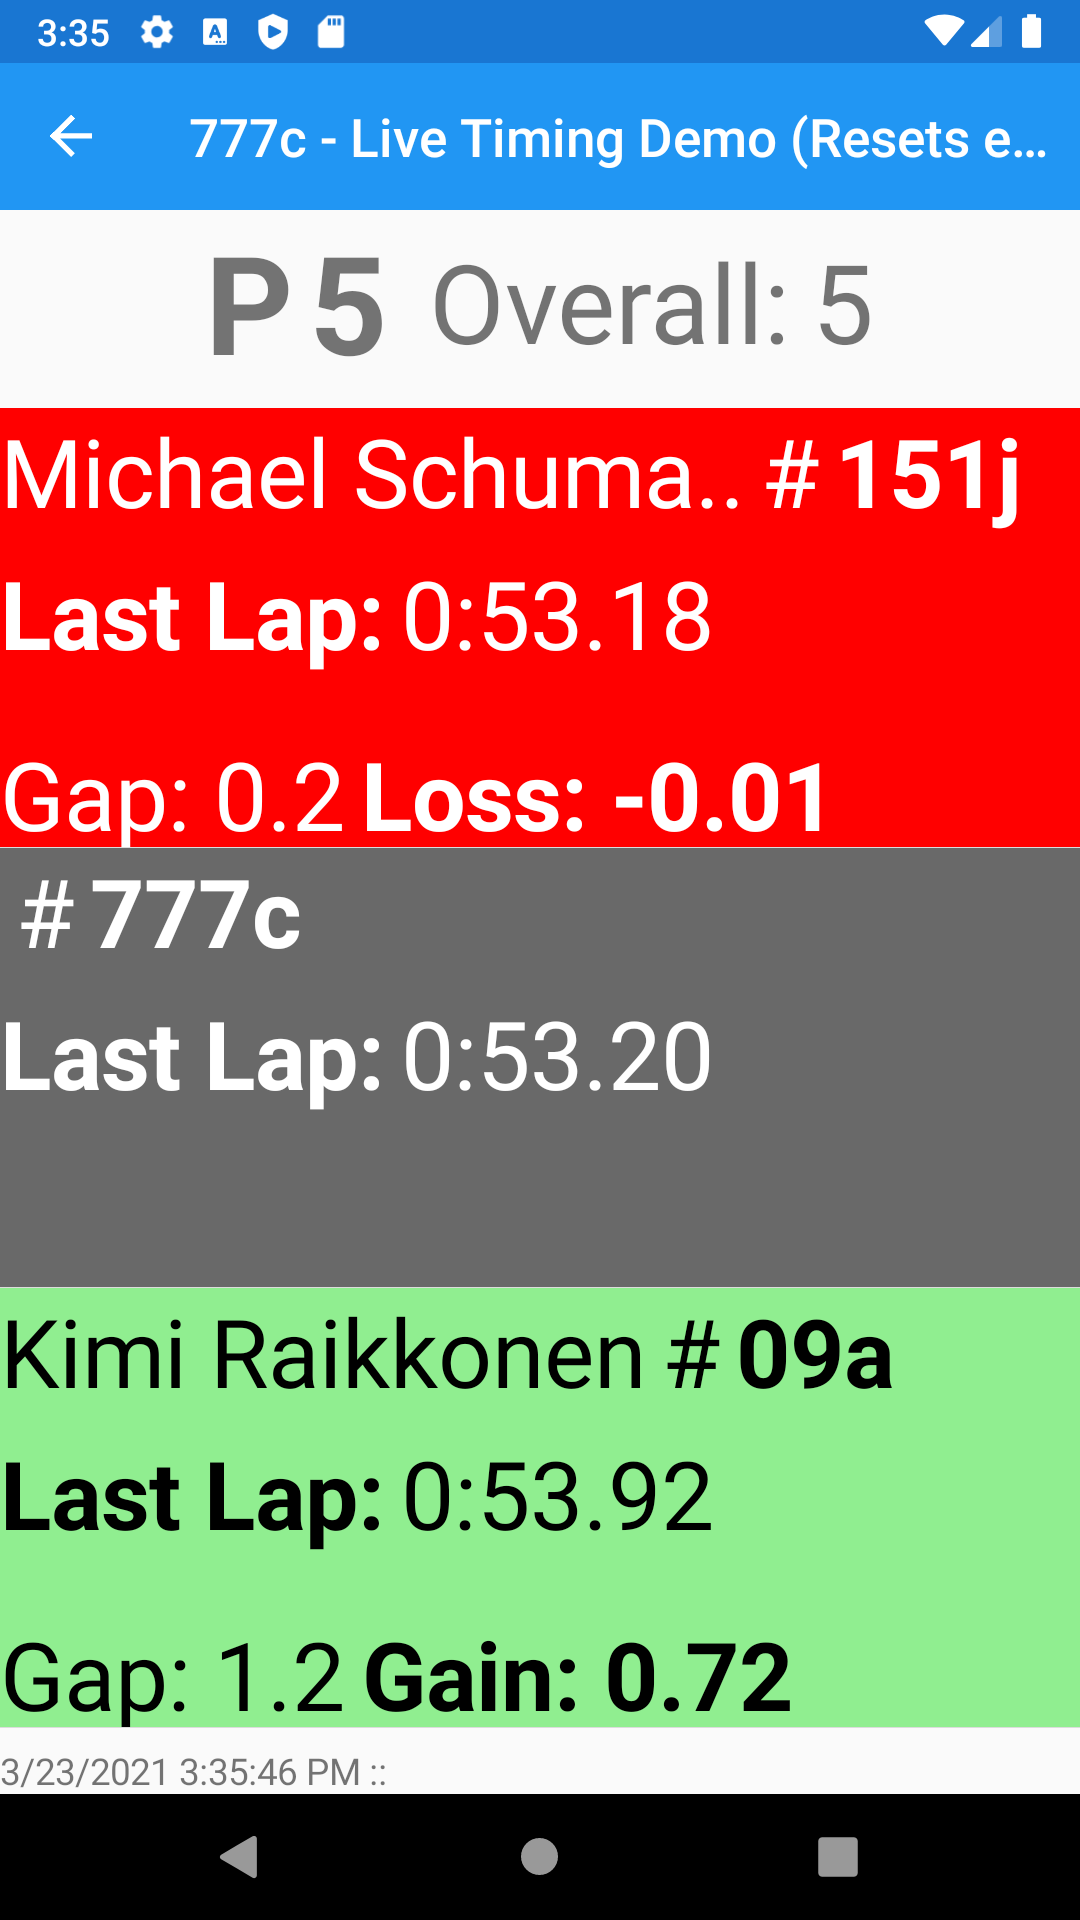 3:35
777c - Live Timing Demo (Resets e...
P 5 Overall: 5
Michael Schuma.. # 151j
Last Lap: 0:53.18
Gap: 0.2 Loss: -0.01
# 777c
Last Lap: 0:53.20
Kimi Raikkonen # 09a
Last Lap: 0:53.92
Gap: 1.2 Gain: 0.72
3/23/2021 3:35:46 PM ::